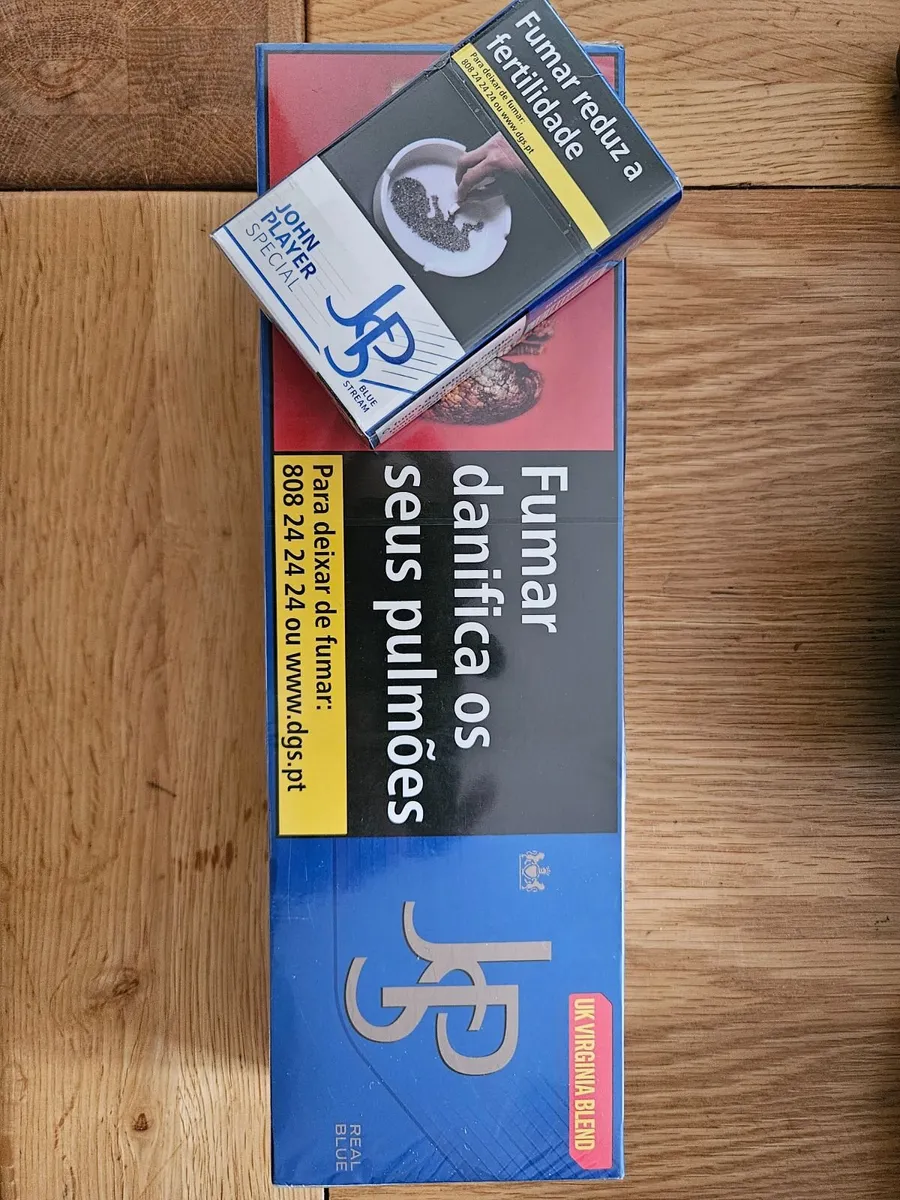 Fumar reduz a
fertilidade
Para deixar de fumar:
808 24 24 24 ou www.dgs.pt
JOHN
PLAYER
SPECIAL
JPS
BLUE
STREAM
Fumar
danifica os
seus pulmões
Para deixar de fumar:
808 24 24 24 ou www.dgs.pt
JPS
UK VIRGINIA BLEND
REAL
BLUE